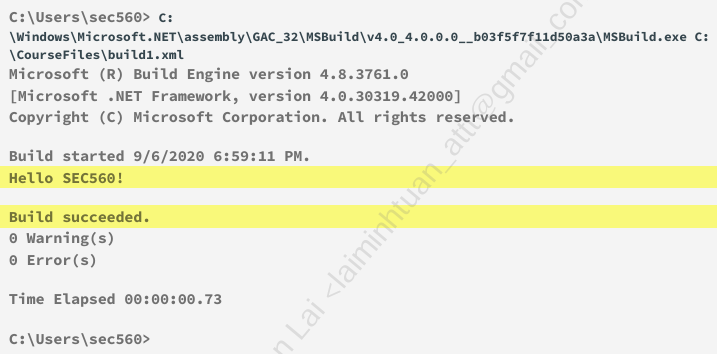 C:\Users\sec560> C:
\Windows\Microsoft.NET\assembly\GAC_32\MSBuild\v4.0_4.0.0.0__b03f5f7f11d50a3a\MSBuild.exe C:
\CourseFiles\build1.xml
Microsoft (R) Build Engine version 4.8.3761.0
[Microsoft .NET Framework, version 4.0.30319.42000]
Copyright (C) Microsoft Corporation. All rights reserved.
Build started 9/6/2020 6:59:11 PM.
Hello SEC560!
Build succeeded.
0 Warning(s)
0 Error(s)
Time Elapsed 00:00:00.73
C:\Users\sec560>
Lai <laiminhtuan_att@gmail